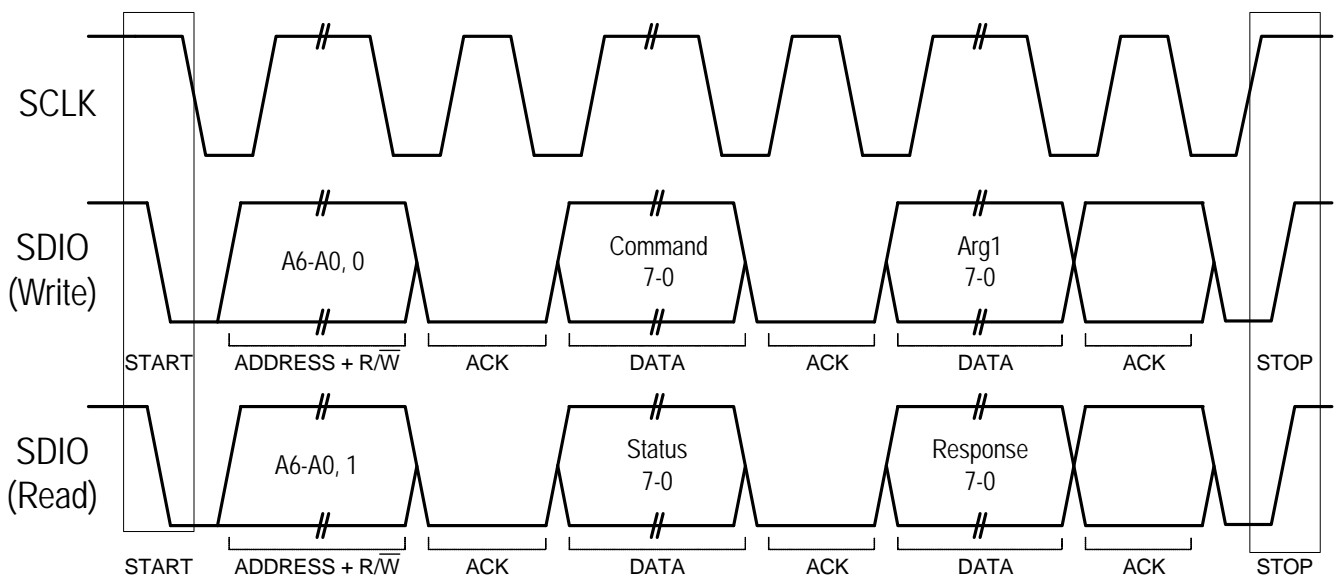 SCLK
SDIO
(Write)
A6-A0, 0
Command
7-0
Arg1
7-0
START ADDRESS + R/W̅ ACK DATA ACK DATA ACK STOP
SDIO
(Read)
A6-A0, 1
Status
7-0
Response
7-0
START ADDRESS + R/W̅ ACK DATA ACK DATA ACK STOP